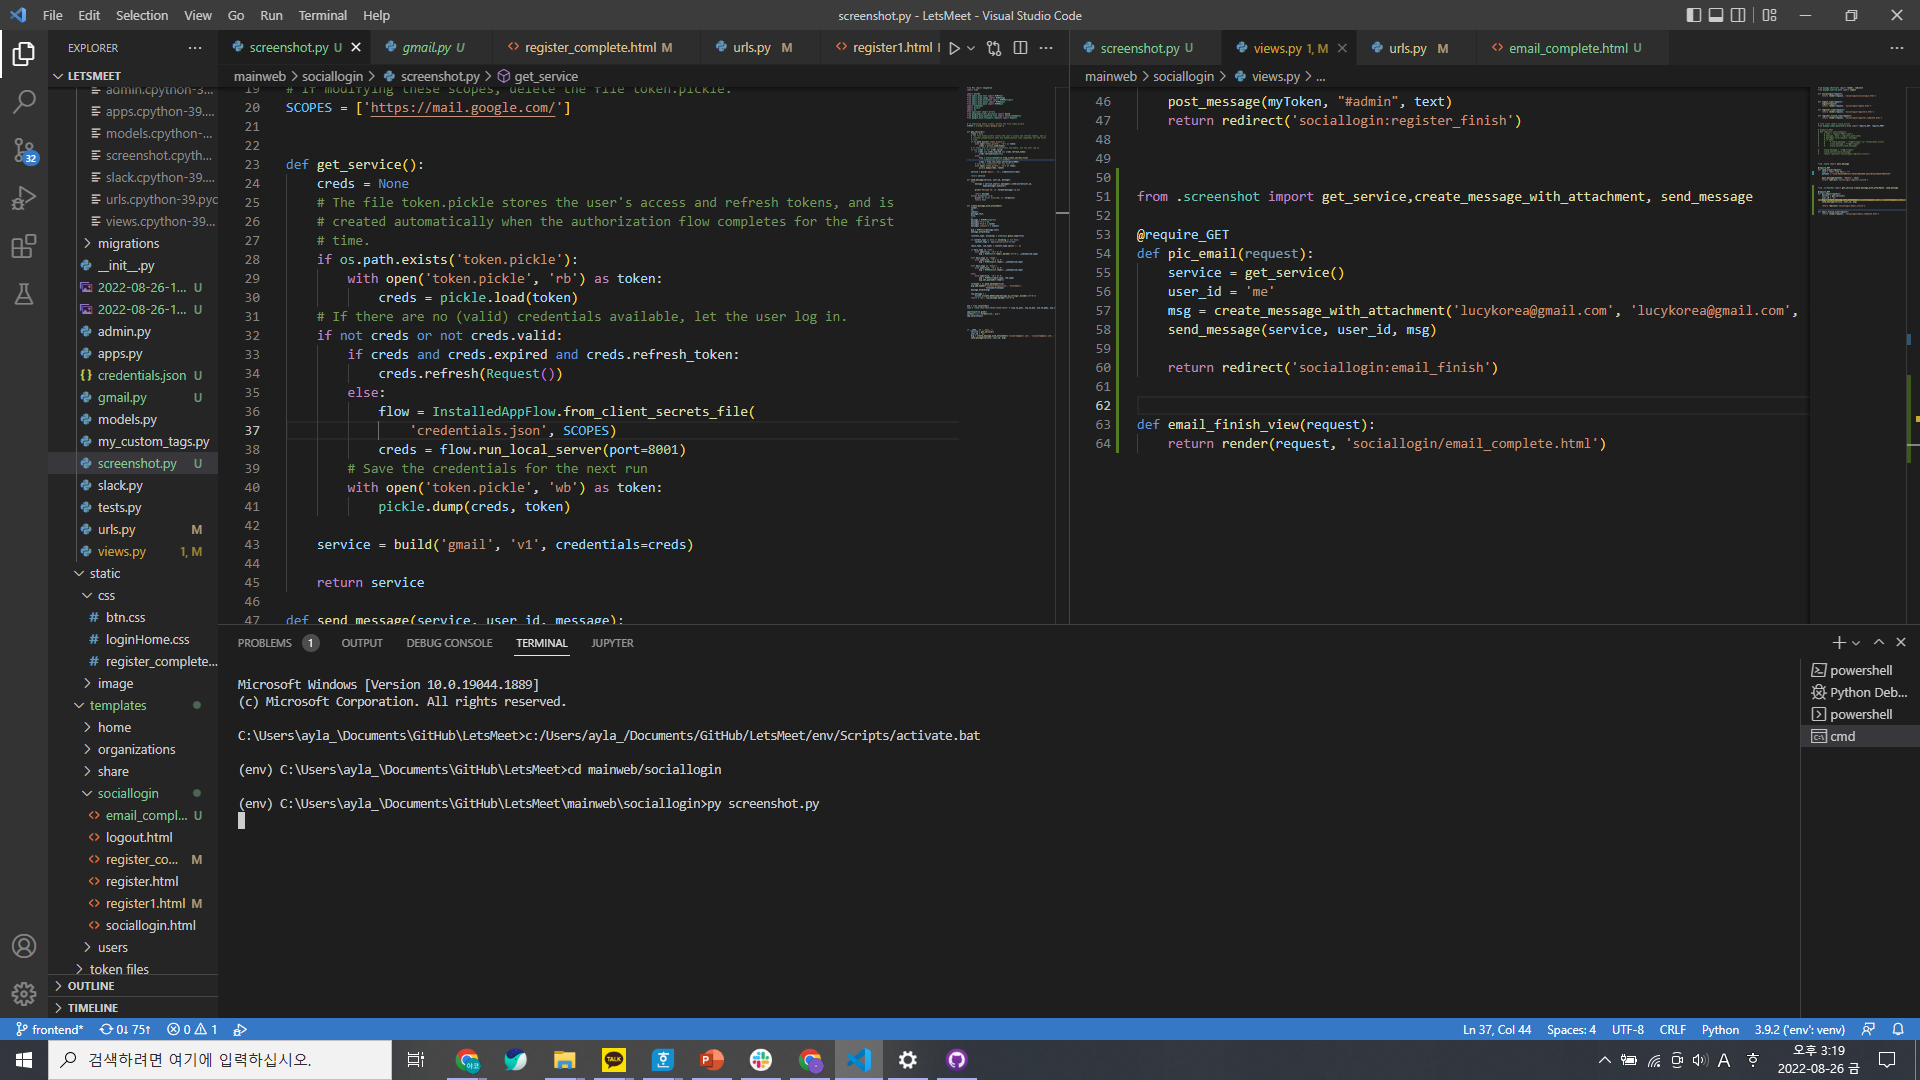 File Edit Selection View Go Run Terminal Help
screenshot.py - LetsMeet - Visual Studio Code
EXPLORER
LETSMEET
admin.cpython-3...
apps.cpython-39....
models.cpython-...
screenshot.cpyth...
slack.cpython-39....
urls.cpython-39.pyc
views.cpython-39....
migrations
__init__.py
2022-08-26-1... U
2022-08-26-1... U
admin.py
apps.py
credentials.json U
gmail.py U
models.py
my_custom_tags.py
screenshot.py U
slack.py
tests.py
urls.py M
views.py 1, M
static
css
btn.css
loginHome.css
register_complete...
image
templates
home
organizations
share
sociallogin
email_compl... U
logout.html
register_co... M
register.html
register1.html M
sociallogin.html
users
token files
OUTLINE
TIMELINE
32
screenshot.py U gmail.py U register_complete.html M urls.py M register1.html
mainweb > sociallogin > screenshot.py > get_service
19 # If modifying these scopes, delete the file token.pickle.
20 SCOPES = ['https://mail.google.com/']
21
22
23 def get_service():
24 creds = None
25 # The file token.pickle stores the user's access and refresh tokens, and is
26 # created automatically when the authorization flow completes for the first
27 # time.
28 if os.path.exists('token.pickle'):
29 with open('token.pickle', 'rb') as token:
30 creds = pickle.load(token)
31 # If there are no (valid) credentials available, let the user log in.
32 if not creds or not creds.valid:
33 if creds and creds.expired and creds.refresh_token:
34 creds.refresh(Request())
35 else:
36 flow = InstalledAppFlow.from_client_secrets_file(
37 'credentials.json', SCOPES)
38 creds = flow.run_local_server(port=8001)
39 # Save the credentials for the next run
40 with open('token.pickle', 'wb') as token:
41 pickle.dump(creds, token)
42
43 service = build('gmail', 'v1', credentials=creds)
44
45 return service
46
47 def send_message(service, user_id, message):
screenshot.py U views.py 1, M urls.py M email_complete.html U
mainweb > sociallogin > views.py > ...
46 post_message(myToken, "#admin", text)
47 return redirect('sociallogin:register_finish')
48
49
50
51 from .screenshot import get_service,create_message_with_attachment, send_message
52
53 @require_GET
54 def pic_email(request):
55 service = get_service()
56 user_id = 'me'
57 msg = create_message_with_attachment('lucykorea@gmail.com', 'lucykorea@gmail.com',
58 send_message(service, user_id, msg)
59
60 return redirect('sociallogin:email_finish')
61
62
63 def email_finish_view(request):
64 return render(request, 'sociallogin/email_complete.html')
PROBLEMS 1 OUTPUT DEBUG CONSOLE TERMINAL JUPYTER
Microsoft Windows [Version 10.0.19044.1889]
(c) Microsoft Corporation. All rights reserved.
C:\Users\ayla_\Documents\GitHub\LetsMeet>c:/Users/ayla_/Documents/GitHub/LetsMeet/env/Scripts/activate.bat
(env) C:\Users\ayla_\Documents\GitHub\LetsMeet>cd mainweb/sociallogin
(env) C:\Users\ayla_\Documents\GitHub\LetsMeet\mainweb\sociallogin>py screenshot.py
powershell
Python Deb...
powershell
cmd
frontend* 0↓ 75↑ 0 1
Ln 37, Col 44 Spaces: 4 UTF-8 CRLF Python 3.9.2 ('env': venv)
검색하려면 여기에 입력하십시오.
TALK
A
오후 3:19
2022-08-26 금